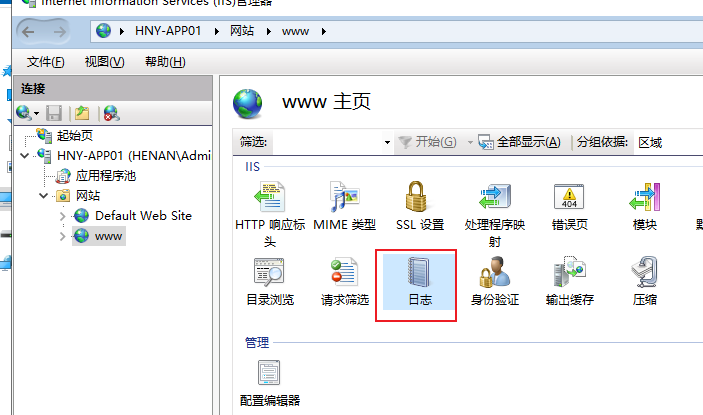 Internet Information Services (IIS)管理器
HNY-APP01 网站 www
文件(F) 视图(V) 帮助(H)
连接
起始页
HNY-APP01 (HENAN\Admi
应用程序池
网站
Default Web Site
www
www 主页
筛选: 开始(G) 全部显示(A) 分组依据: 区域
IIS
HTTP 响应标头 MIME 类型 SSL 设置 处理程序映射 错误页 模块
404
目录浏览 请求筛选 日志 身份验证 输出缓存 压缩
管理
配置编辑器